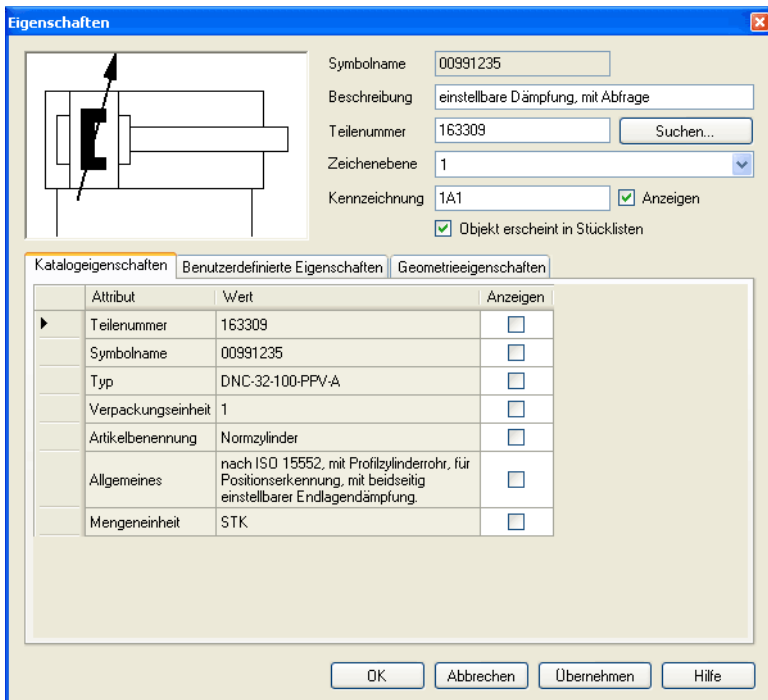 Eigenschaften
Symbolname 00991235
Beschreibung einstellbare Dämpfung, mit Abfrage
Teilenummer 163309 Suchen...
Zeichenebene 1
Kennzeichnung 1A1 Anzeigen
Objekt erscheint in Stücklisten
Katalogeigenschaften Benutzerdefinierte Eigenschaften Geometrieeigenschaften
Attribut Wert Anzeigen
Teilenummer 163309
Symbolname 00991235
Typ DNC-32-100-PPV-A
Verpackungseinheit 1
Artikelbenennung Normzylinder
Allgemeines nach ISO 15552, mit Profilzylinderrohr, für
Positionserkennung, mit beidseitig
einstellbarer Endlagendämpfung.
Mengeneinheit STK
OK Abbrechen Übernehmen Hilfe